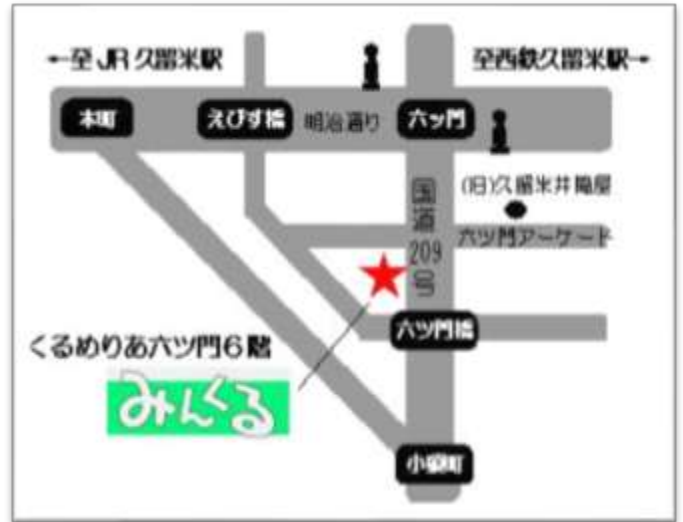 ←至JR久留米駅
至西鉄久留米駅→
本町
えびす橋
明治通り
六ツ門
国道209号
(旧)久留米井筒屋
六ツ門アーケード
六ツ門橋
くるめりあ六ツ門6階
みんくる
小頭町